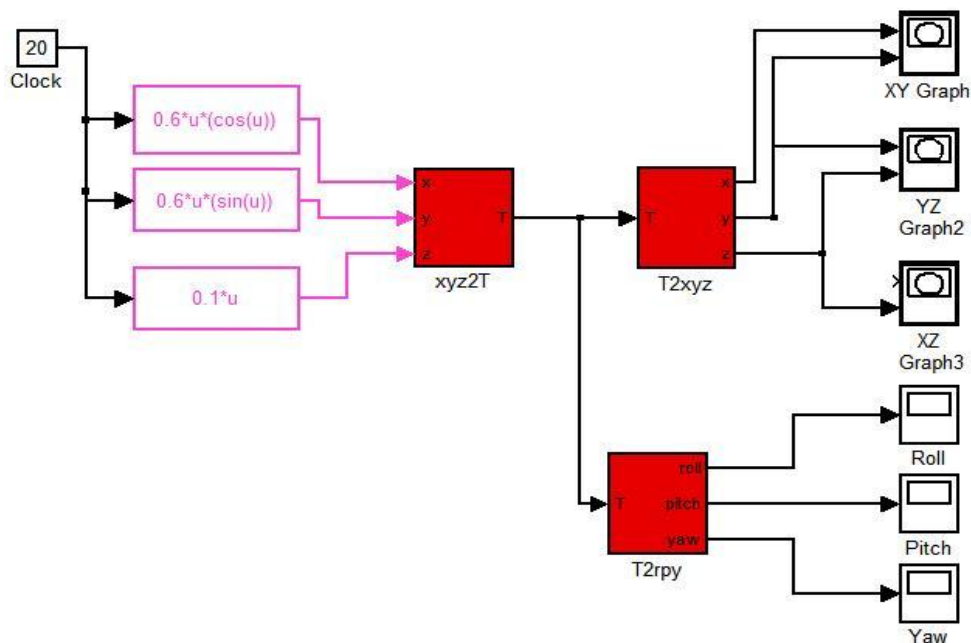 20
Clock
0.6*u*(cos(u))
0.6*u*(sin(u))
0.1*u
x
y
z
T
xyz2T
T
x
y
z
T2xyz
XY Graph
YZ
Graph2
XZ
Graph3
T
roll
pitch
yaw
T2rpy
Roll
Pitch
Yaw